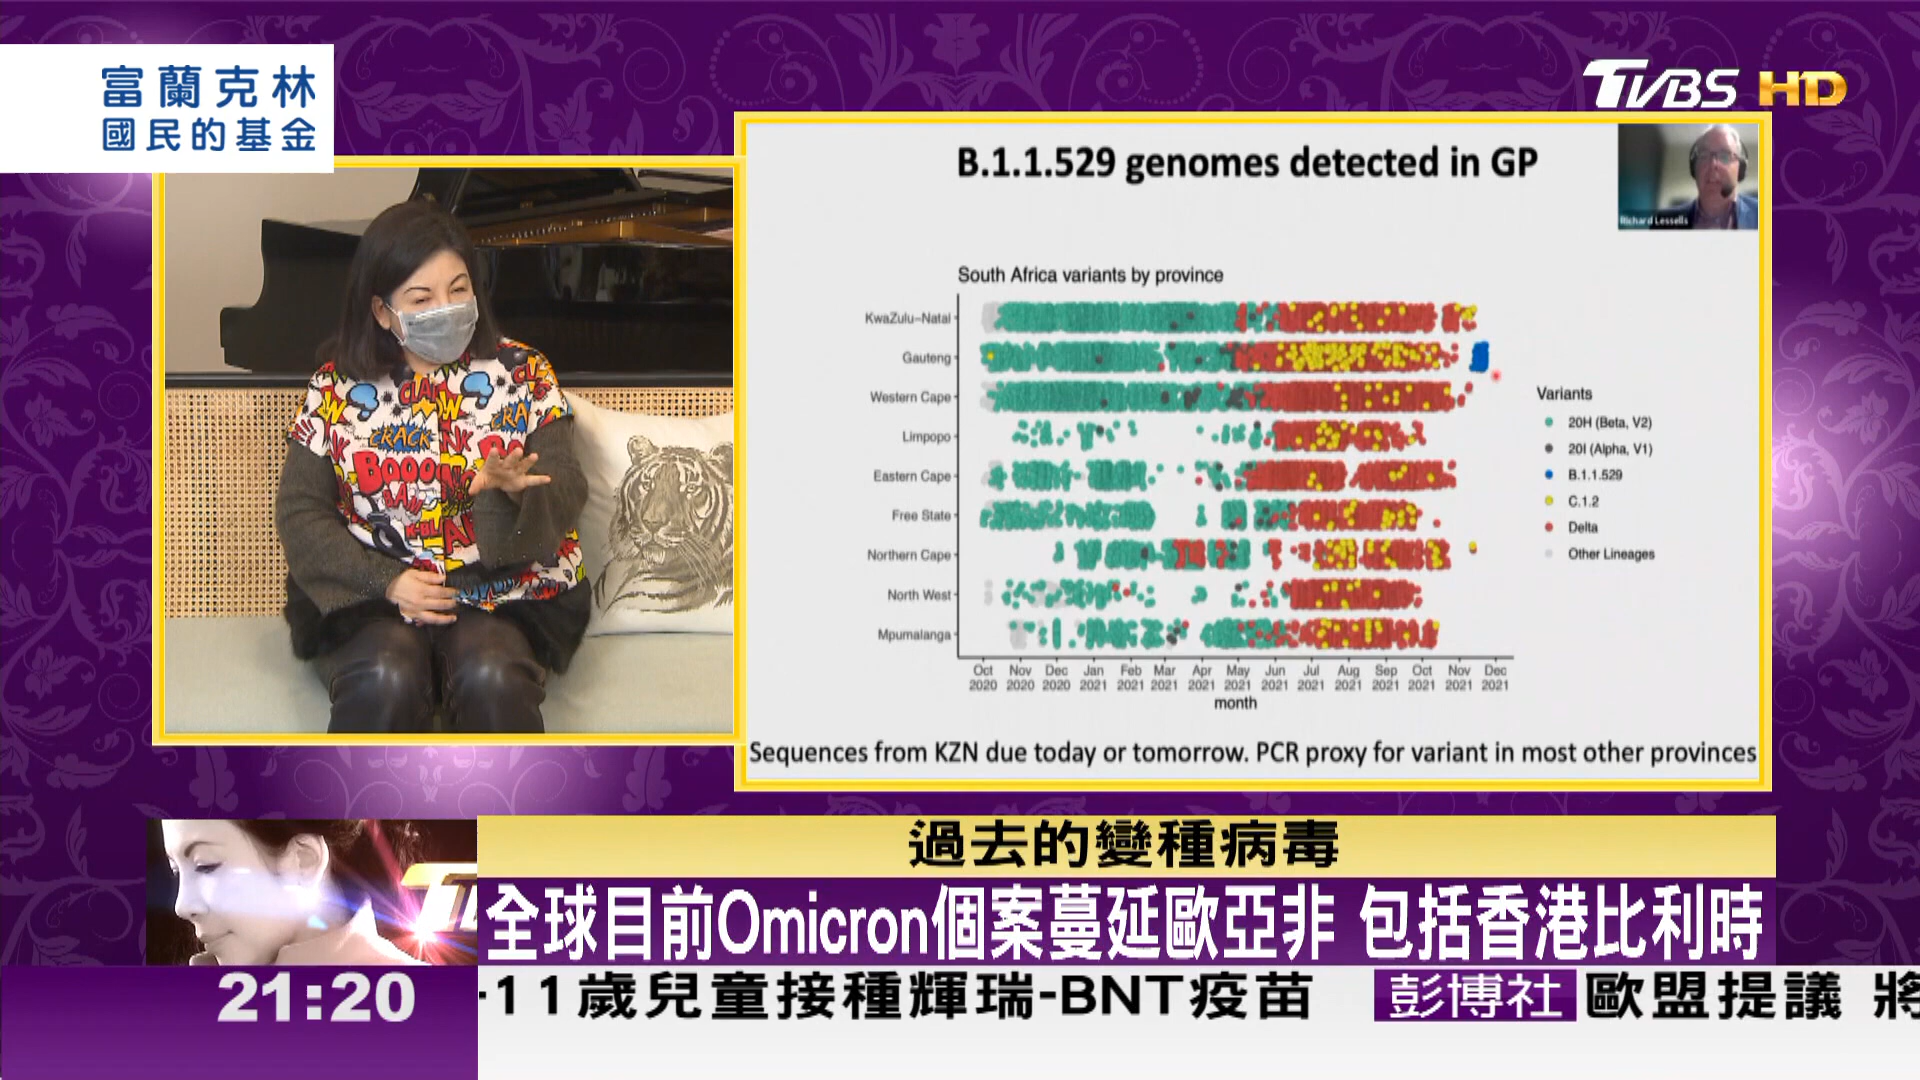 富蘭克林
國民的基金
TVBS HD
B.1.1.529 genomes detected in GP
Richard Lessells
South Africa variants by province
KwaZulu-Natal
Gauteng
Western Cape
Limpopo
Eastern Cape
Free State
Northern Cape
North West
Mpumalanga
Oct Nov Dec Jan Feb Mar Apr May Jun Jul Aug Sep Oct Nov Dec
2020 2020 2020 2021 2021 2021 2021 2021 2021 2021 2021 2021 2021 2021 2021
month
Variants
20H (Beta, V2)
20I (Alpha, V1)
B.1.1.529
C.1.2
Delta
Other Lineages
Sequences from KZN due today or tomorrow. PCR proxy for variant in most other provinces
CRACK
BOOO
過去的變種病毒
全球目前Omicron個案蔓延歐亞非 包括香港比利時
21:20
-11歲兒童接種輝瑞-BNT疫苗 彭博社 歐盟提議 將